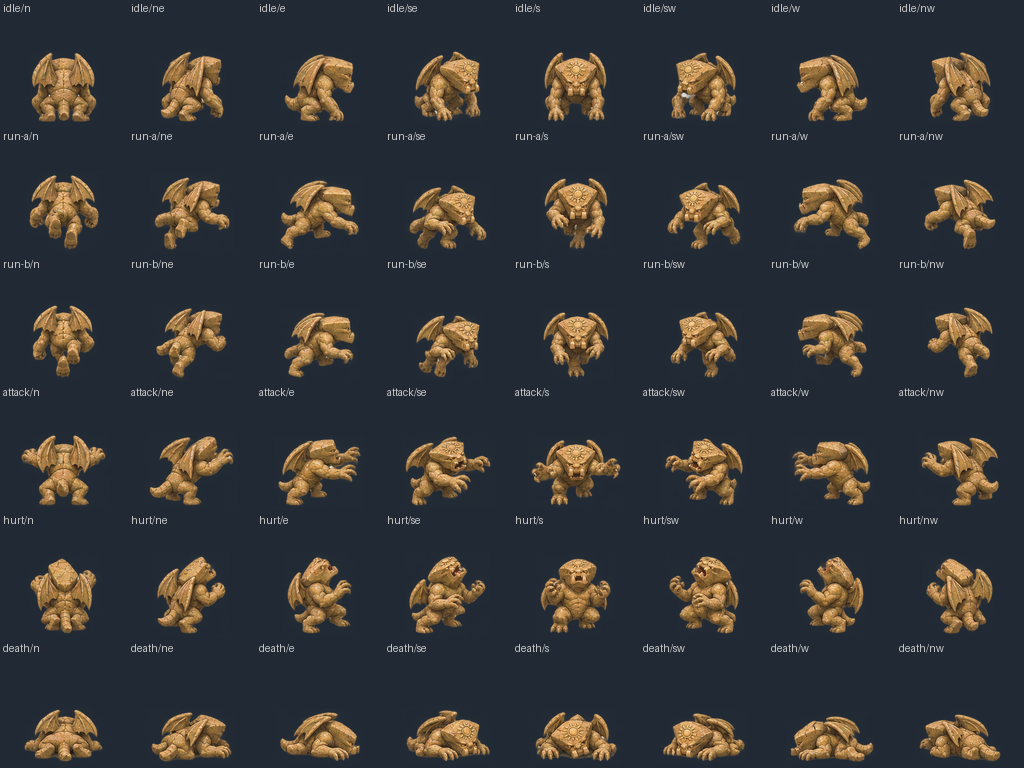 idle/n idle/ne idle/e idle/se idle/s idle/sw idle/w idle/nw
run-a/n run-a/ne run-a/e run-a/se run-a/s run-a/sw run-a/w run-a/nw
run-b/n run-b/ne run-b/e run-b/se run-b/s run-b/sw run-b/w run-b/nw
attack/n attack/ne attack/e attack/se attack/s attack/sw attack/w attack/nw
hurt/n hurt/ne hurt/e hurt/se hurt/s hurt/sw hurt/w hurt/nw
death/n death/ne death/e death/se death/s death/sw death/w death/nw